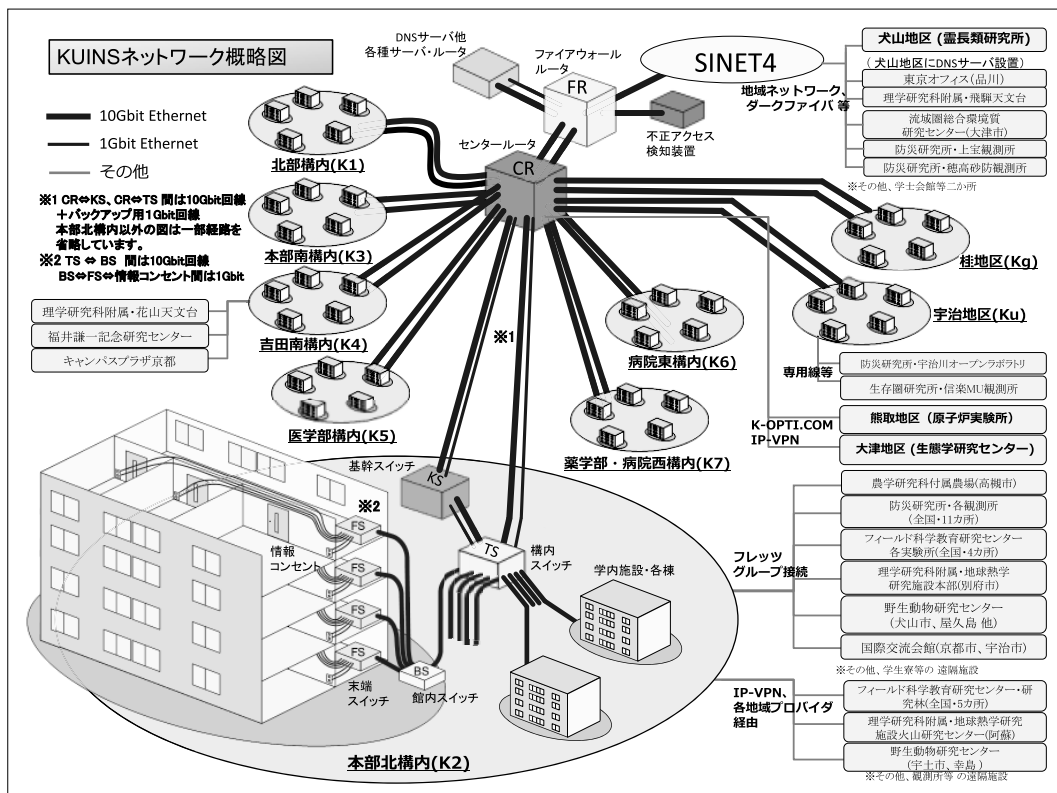 KUINSネットワーク概略図
10Gbit Ethernet
1Gbit Ethernet
その他
※1 CR⇔KS、CR⇔TS 間は10Gbit回線
＋バックアップ用1Gbit回線
本部北構内以外の図は一部経路を
省略しています。
※2 TS ⇔ BS 間は10Gbit回線
BS⇔FS⇔情報コンセント間は1Gbit
DNSサーバ他
各種サーバ・ルータ
ファイアウォール
ルータ
FR
SINET4
不正アクセス
検知装置
センタールータ
CR
地域ネットワーク、
ダークファイバ 等
犬山地区 (霊長類研究所)
（ 犬山地区にDNSサーバ設置）
東京オフィス(品川)
理学研究科附属・飛騨天文台
流域圏総合環境質
研究センター(大津市)
防災研究所・上宝観測所
防災研究所・穂高砂防観測所
※その他、学士会館等二か所
北部構内(K1)
本部南構内(K3)
吉田南構内(K4)
医学部構内(K5)
病院東構内(K6)
薬学部・病院西構内(K7)
桂地区(Kg)
宇治地区(Ku)
理学研究科附属・花山天文台
福井謙一記念研究センター
キャンパスプラザ京都
※1
専用線等
防災研究所・宇治川オープンラボラトリ
生存圏研究所・信楽MU観測所
K-OPTI.COM
IP-VPN
熊取地区（原子炉実験所）
大津地区 (生態学研究センター)
基幹スイッチ
KS
※2
TS
構内
スイッチ
情報
コンセント
FS
FS
FS
FS
末端
スイッチ
BS
館内スイッチ
学内施設・各棟
本部北構内(K2)
フレッツ
グループ接続
農学研究科付属農場(高槻市)
防災研究所・各観測所
(全国・11カ所)
フィールド科学教育研究センター
各実験所(全国・4カ所)
理学研究科附属・地球熱学
研究施設本部(別府市)
野生動物研究センター
(犬山市、屋久島 他)
国際交流会館(京都市、宇治市)
※その他、学生寮等の 遠隔施設
IP-VPN、
各地域プロバイダ
経由
フィールド科学教育研究センター・研
究林(全国・5カ所)
理学研究科附属・地球熱学研究
施設火山研究センター(阿蘇)
野生動物研究センター
(宇土市、幸島 )
※その他、観測所等 の遠隔施設